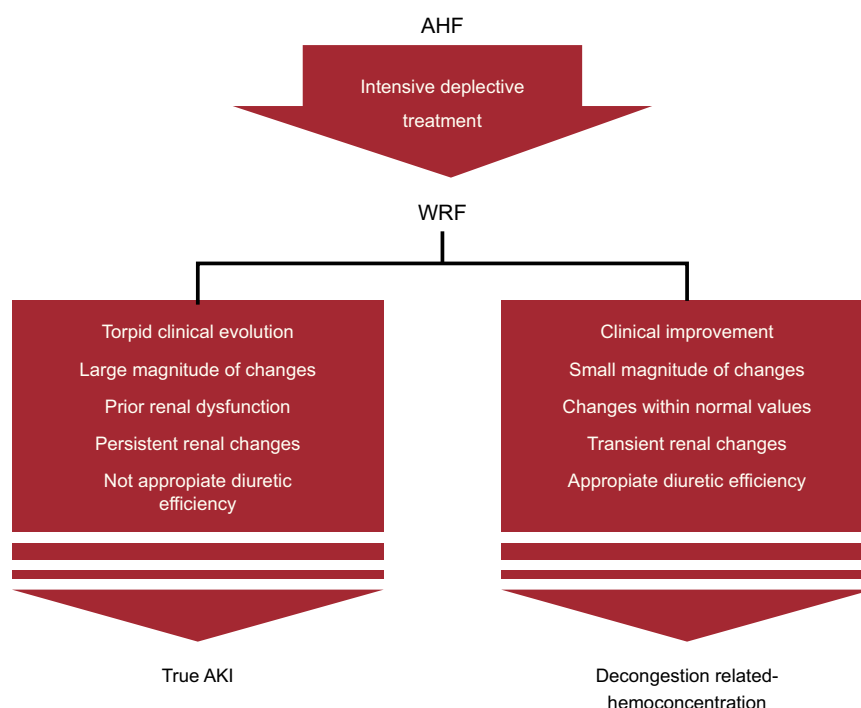 AHF
Intensive deplective
treatment
WRF
Torpid clinical evolution
Large magnitude of changes
Prior renal dysfunction
Persistent renal changes
Not appropiate diuretic
efficiency
Clinical improvement
Small magnitude of changes
Changes within normal values
Transient renal changes
Appropiate diuretic efficiency
True AKI
Decongestion related-
hemoconcentration